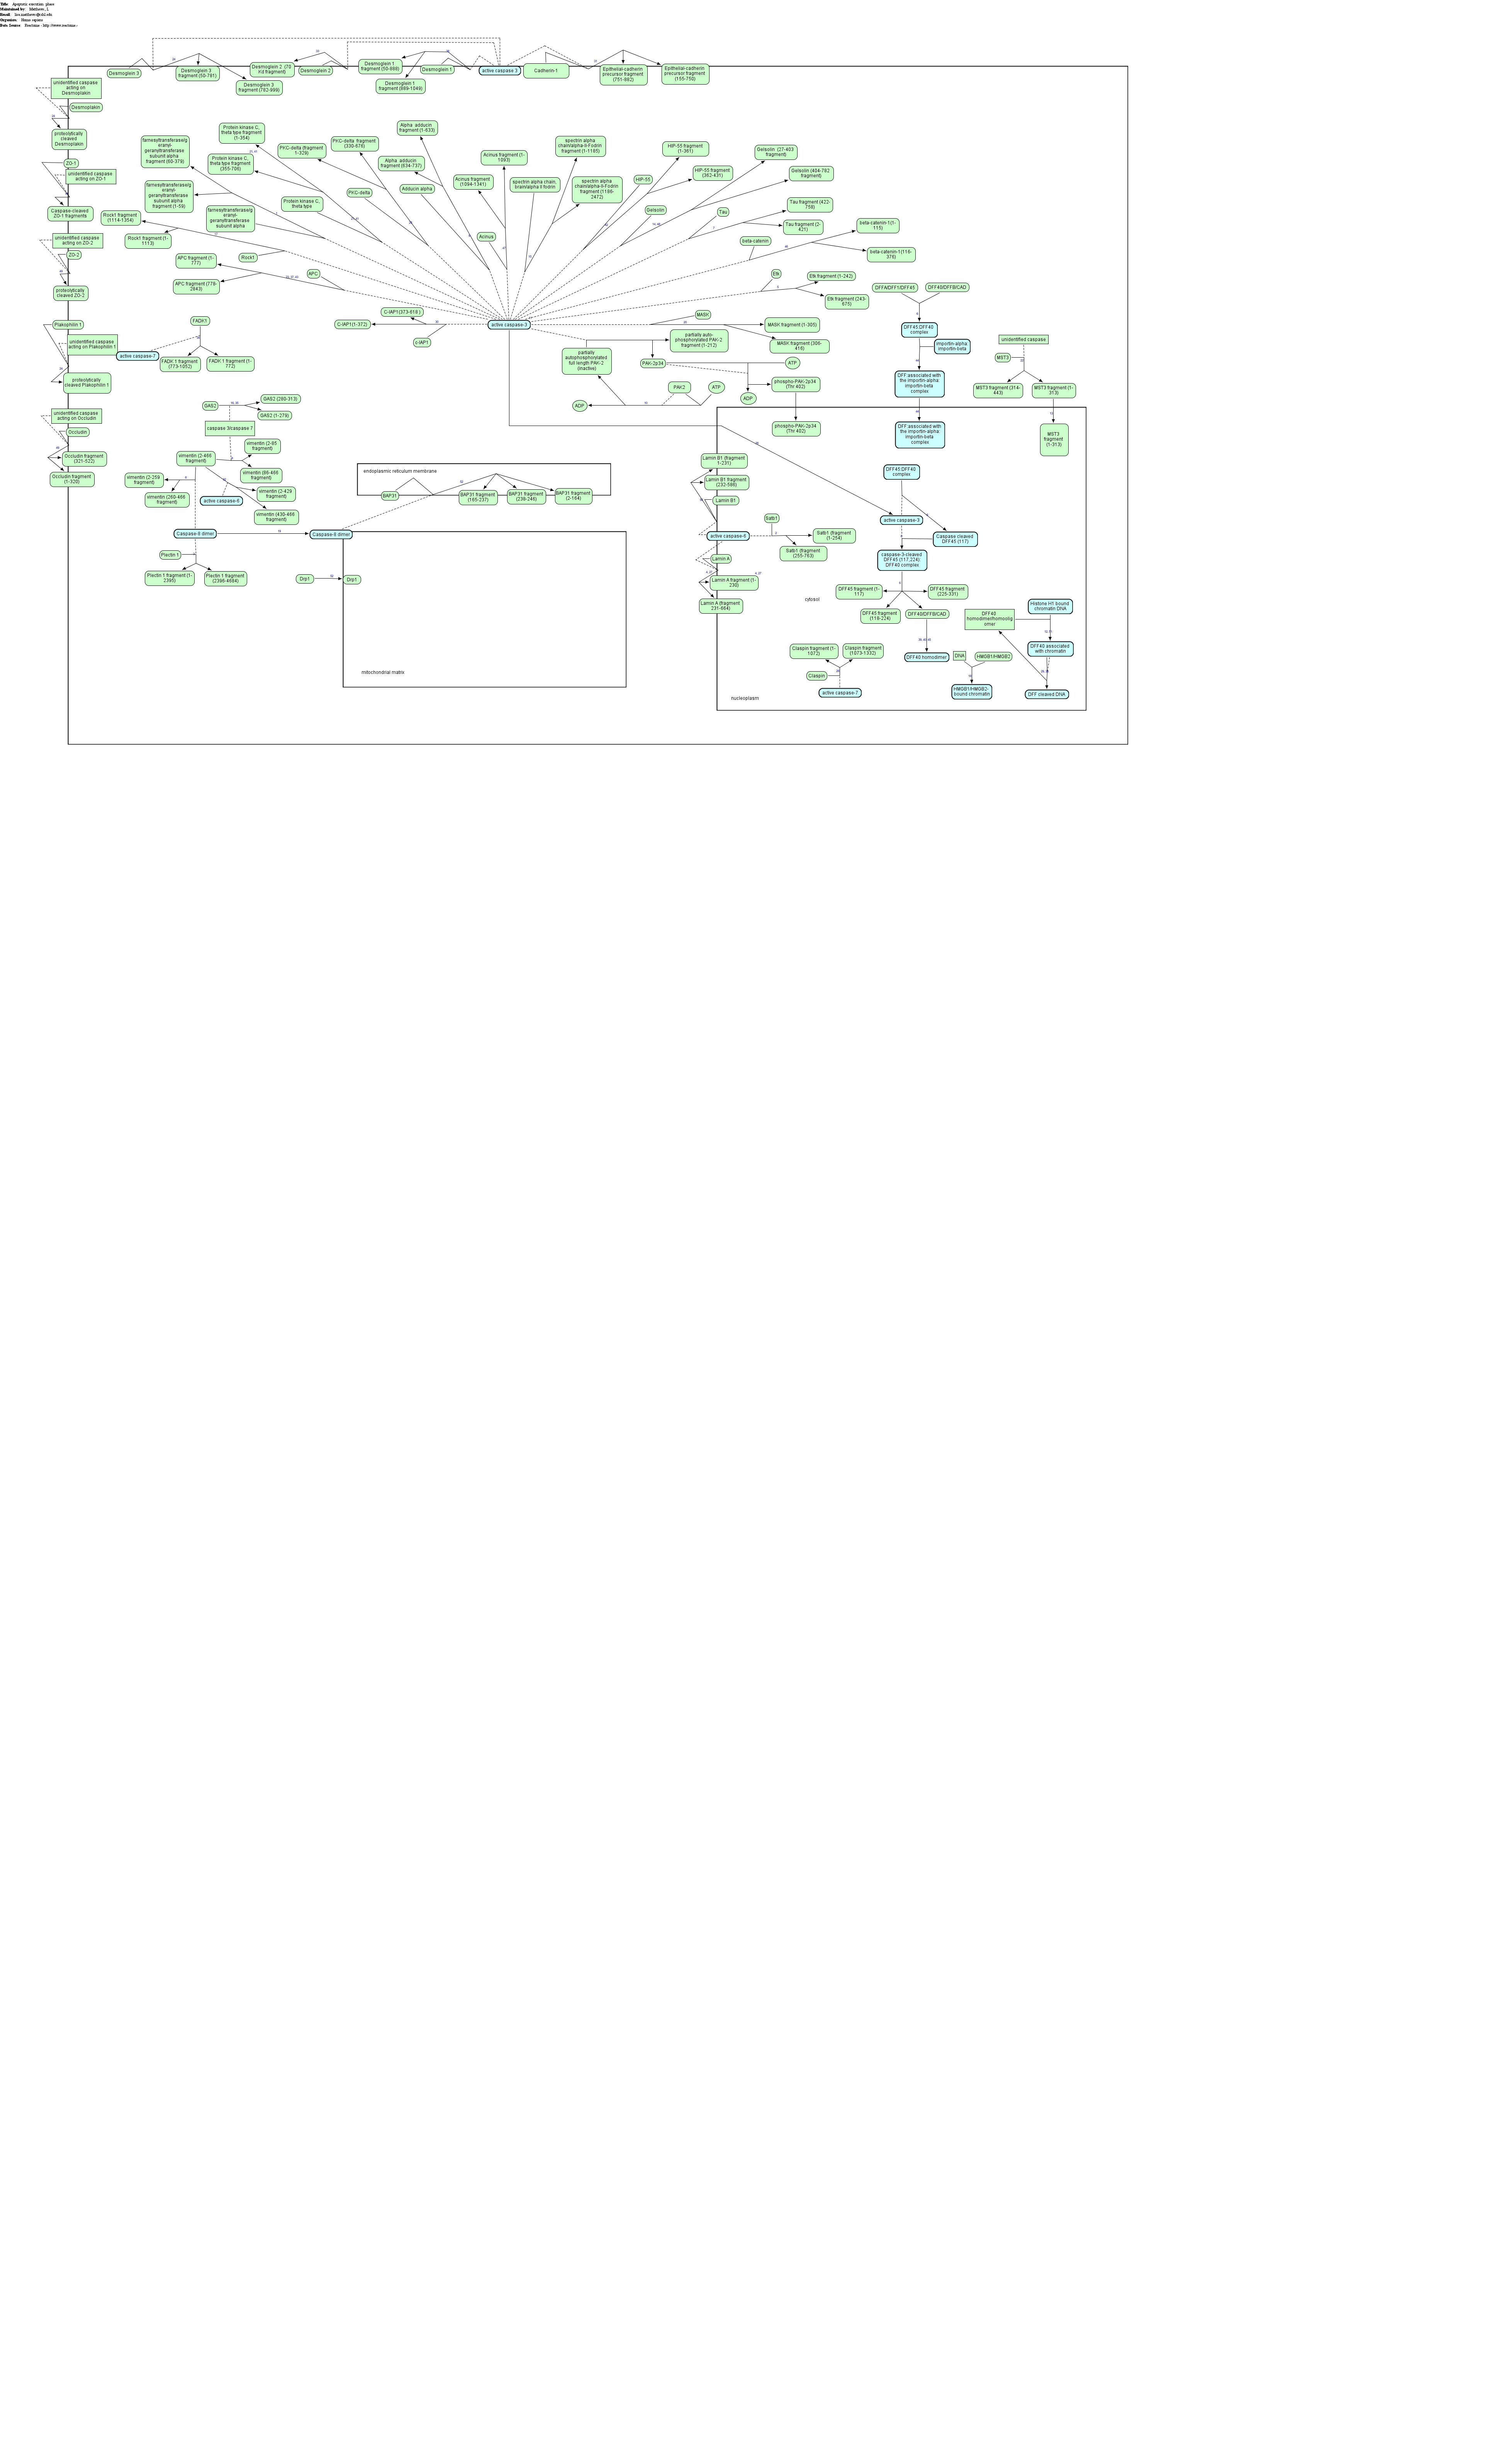 Title: Apoptotic execution phase
Maintained by: Matthews , L
Email: lisa.matthews@cshl.edu
Organism: Homo sapiens
Data Source: Reactome - http://www.reactome -
Desmoglein 3
Desmoglein 3
fragment (50-781)
Desmoglein 3
fragment (782-999)
Desmoglein 2 (70
Kd fragment)
Desmoglein 2
Desmoglein 1
fragment (50-888)
Desmoglein 1
fragment (889-1049)
Desmoglein 1
active caspase-3
Cadherin-1
Epithelial-cadherin
precursor fragment
(751-882)
Epithelial-cadherin
precursor fragment
(155-750)
unidentified caspase
acting on
Desmoplakin
Desmoplakin
proteolytically
cleaved
Desmoplakin
ZO-1
unidentified caspase
acting on ZO-1
Caspase-cleaved
ZO-1 fragments
unidentified caspase
acting on ZO-2
ZO-2
proteolytically
cleaved ZO-2
Plakophilin 1
unidentified caspase
acting on Plakophilin 1
proteolytically
cleaved Plakophilin 1
unidentified caspase
acting on Occludin
Occludin
Occludin fragment
(321-522)
Occludin fragment
(1-320)
farnesyltransferase/g
eranyl-
geranyltransferase
subunit alpha
fragment (60-379)
farnesyltransferase/g
eranyl-
geranyltransferase
subunit alpha
fragment (1-59)
farnesyltransferase/g
eranyl-
geranyltransferase
subunit alpha
Protein kinase C,
theta type fragment
(1-354)
Protein kinase C,
theta type fragment
(355-706)
Protein kinase C,
theta type
PKC-delta (fragment
1-329)
PKC-delta fragment
(330-676)
PKC-delta
Alpha adducin
fragment (1-633)
Alpha adducin
fragment (634-737)
Adducin alpha
Acinus fragment (1-
1093)
Acinus fragment
(1094-1341)
Acinus
spectrin alpha chain,
brain/alpha II fodrin
spectrin alpha
chain/alpha-II-Fodrin
fragment (1-1185)
spectrin alpha
chain/alpha-II-Fodrin
fragment (1186-
2472)
HIP-55
HIP-55 fragment
(1-361)
HIP-55 fragment
(362-431)
Gelsolin
Gelsolin (27-403
fragment)
Gelsolin (404-782
fragment)
Tau
Tau fragment (422-
758)
Tau fragment (2-
421)
beta-catenin
beta-catenin-1(1-
115)
beta-catenin-1(116-
376)
Etk
Etk fragment (1-242)
Etk fragment (243-
675)
Rock1 fragment
(1114-1354)
Rock1 fragment (1-
1113)
Rock1
APC fragment (1-
777)
APC fragment (778-
2843)
APC
C-IAP1(373-618 )
C-IAP1(1-372)
c-IAP1
active caspase-3
MASK
MASK fragment (1-305)
MASK fragment (306-
416)
partially
autophosphorylated
full length PAK-2
(inactive)
partially auto-
phosphorylated PAK-2
fragment (1-212)
PAK-2p34
ATP
ADP
PAK2
ATP
ADP
phospho-PAK-2p34
(Thr 402)
phospho-PAK-2p34
(Thr 402)
DFFA/DFF1/DFF45
DFF40/DFFB/CAD
DFF45:DFF40
complex
importin-alpha:
importin-beta
DFF associated with
the importin-alpha:
importin-beta
complex
DFF associated with
the importin-alpha:
importin-beta
complex
unidentified caspase
MST3
MST3 fragment (314-
443)
MST3 fragment (1-
313)
MST3
fragment
(1-313)
FADK1
active caspase-7
FADK 1 fragment
(773-1052)
FADK 1 fragment (1-
772)
GAS2
GAS2 (280-313)
GAS2 (1-279)
caspase 3/caspase 7
vimentin (2-466
fragment)
vimentin (2-85
fragment)
vimentin (86-466
fragment)
vimentin (2-259
fragment)
vimentin (260-466
fragment)
active caspase-6
vimentin (2-429
fragment)
vimentin (430-466
fragment)
Caspase-8 dimer
Caspase-8 dimer
Plectin 1
Plectin 1 fragment (1-
2395)
Plectin 1 fragment
(2396-4684)
endoplasmic reticulum membrane
BAP31
BAP31 fragment
(165-237)
BAP31 fragment
(238-246)
BAP31 fragment
(2-164)
Drp1
Drp1
mitochondrial matrix
Lamin B1 (fragment
1-231)
Lamin B1 fragment
(232-586)
Lamin B1
active caspase-6
Lamin A
Lamin A fragment (1-
230)
Lamin A (fragment
231-664)
Satb1
Satb1 (fragment
(1-254)
Satb1 (fragment
(255-763)
cytosol
DFF45:DFF40
complex
active caspase-3
Caspase cleaved
DFF45 (117)
caspase-3-cleaved
DFF45 (117,224):
DFF40 complex
DFF45 fragment (1-
117)
DFF45 fragment
(225-331)
DFF45 fragment
(118-224)
DFF40/DFFB/CAD
DFF40 homodimer
DFF40
homodimer/homoolig
omer
Histone H1 bound
chromatin DNA
DFF40 associated
with chromatin
DFF cleaved DNA
DNA
HMGB1/HMGB2
HMGB1/HMGB2-
bound chromatin
Claspin fragment (1-
1072)
Claspin fragment
(1073-1332)
Claspin
active caspase-7
nucleoplasm